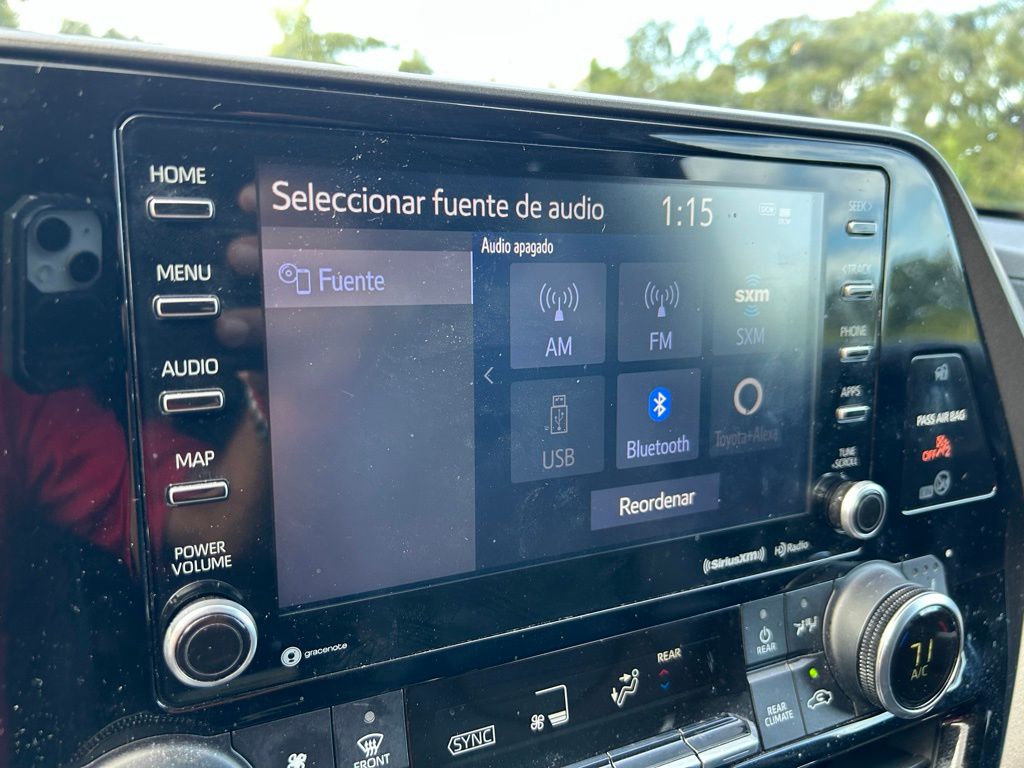 HOME
MENU
AUDIO
MAP
POWER
VOLUME
Seleccionar fuente de audio
1:15
Fuente
Audio apagado
AM
FM
sxm
SXM
USB
Bluetooth
Toyota+Alexa
Reordenar
SEEK>
<TRACK
PHONE
APPS
TUNE
SCROLL
PASS AIR BAG
OFF
gracenote
SiriusXM
HD Radio
SYNC
FRONT
REAR
REAR
REAR
CLIMATE
71
A/C